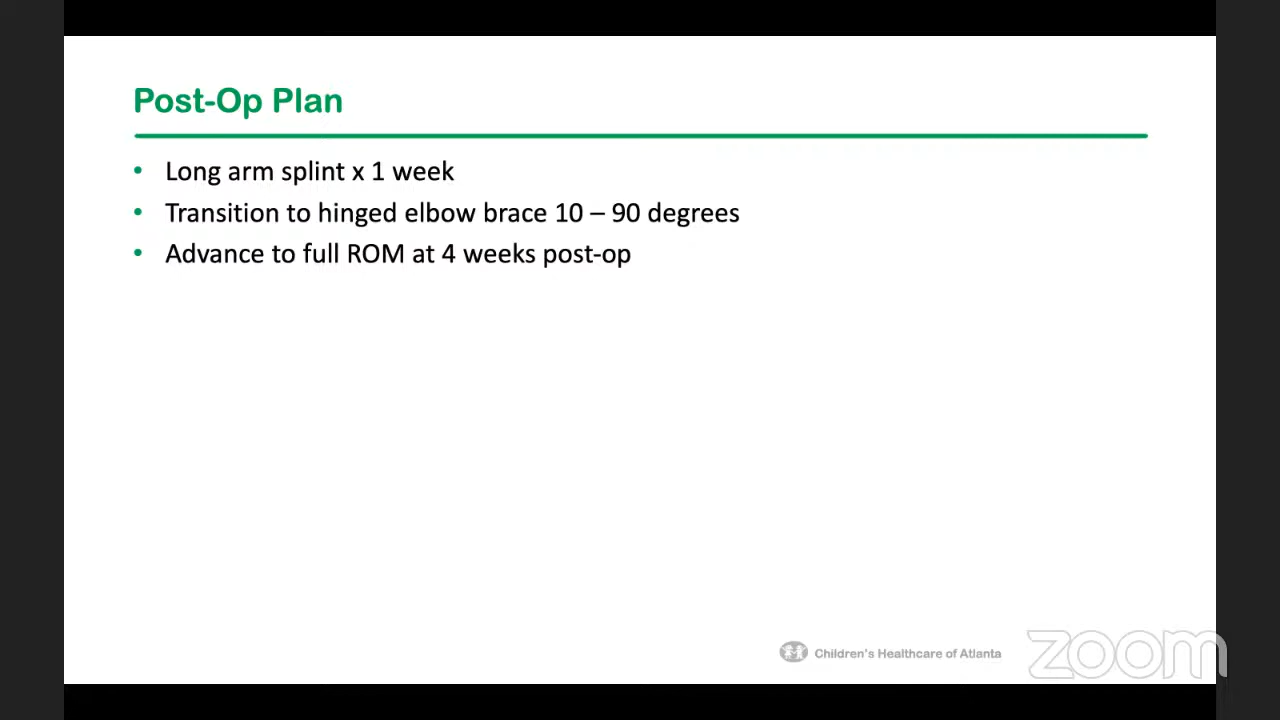 Post-Op Plan
• Long arm splint x 1 week
• Transition to hinged elbow brace 10 – 90 degrees
• Advance to full ROM at 4 weeks post-op
Children's Healthcare of Atlanta
zoom